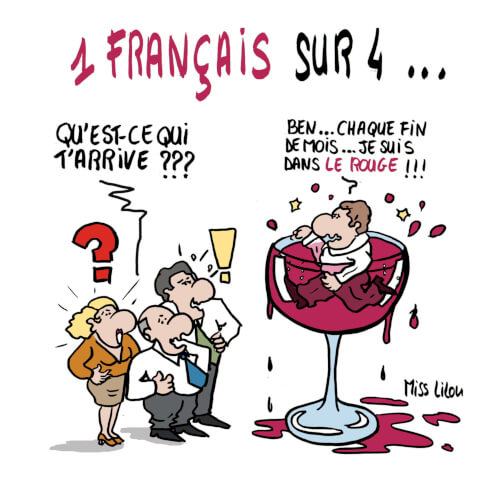 1 FRANÇAIS SUR 4 ...
QU'EST-CE QUI
T'ARRIVE ???
BEN... CHAQUE FIN
DE MOIS... JE SUIS
DANS LE ROUGE !!!
?
!
Miss Lilou